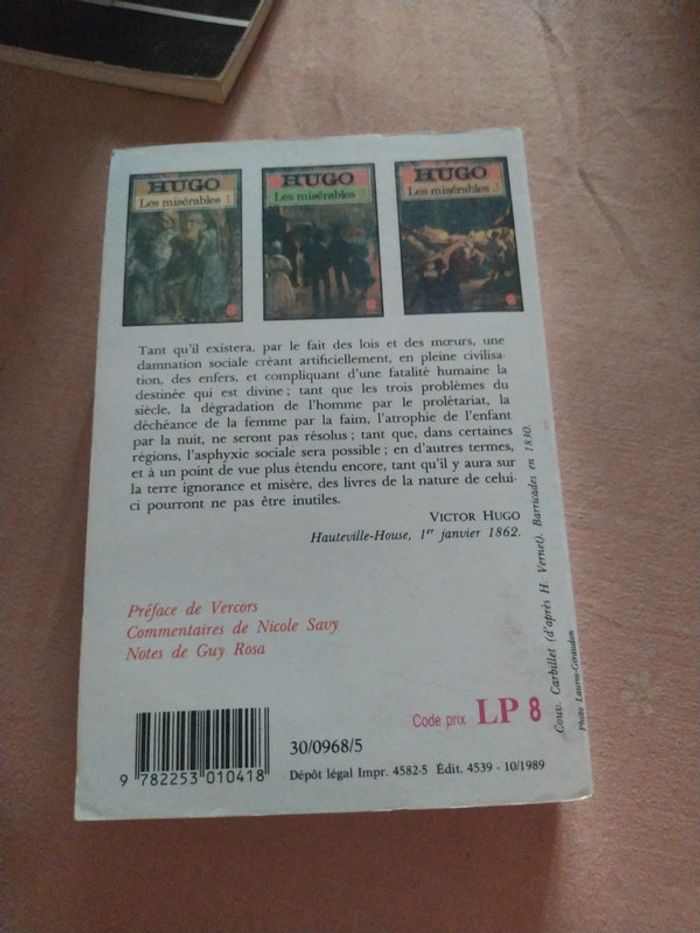 HUGO
Les misérables 1
HUGO
Les misérables 2
HUGO
Les misérables 3
Tant qu'il existera, par le fait des lois et des mœurs, une
damnation sociale créant artificiellement, en pleine civilisa-
tion, des enfers, et compliquant d'une fatalité humaine la
destinée qui est divine ; tant que les trois problèmes du
siècle, la dégradation de l'homme par le prolétariat, la
déchéance de la femme par la faim, l'atrophie de l'enfant
par la nuit, ne seront pas résolus ; tant que, dans certaines
régions, l'asphyxie sociale sera possible ; en d'autres termes,
et à un point de vue plus étendu encore, tant qu'il y aura sur
la terre ignorance et misère, des livres de la nature de celui-
ci pourront ne pas être inutiles.
VICTOR HUGO
Hauteville-House, 1er janvier 1862.
Préface de Vercors
Commentaires de Nicole Savy
Notes de Guy Rosa
Couv. Carbillet (d'après H. Vernet). Barricades en 1830.
Photo Lauros-Giraudon
Code prix LP 8
9 782253 010418
30/0968/5
Dépôt légal Impr. 4582-5 Édit. 4539 - 10/1989